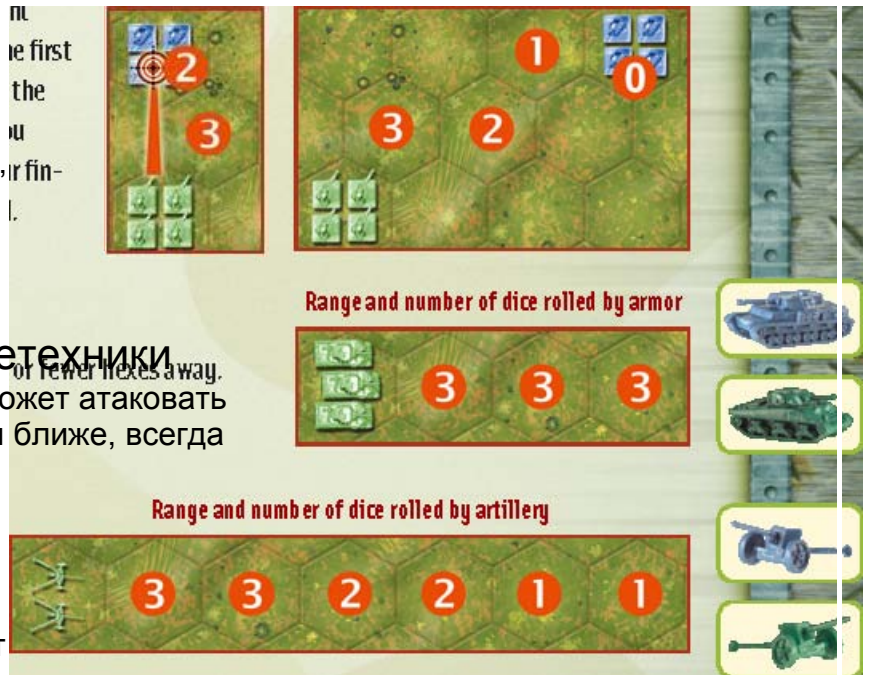 first
the
ou
r fin-
2
3
1
0
3
2
Range and number of dice rolled by armor
етехники
or fewer hexes away.
ожет атаковать
ближе, всегда
3 3 3
Range and number of dice rolled by artillery
3 3 2 2 1 1